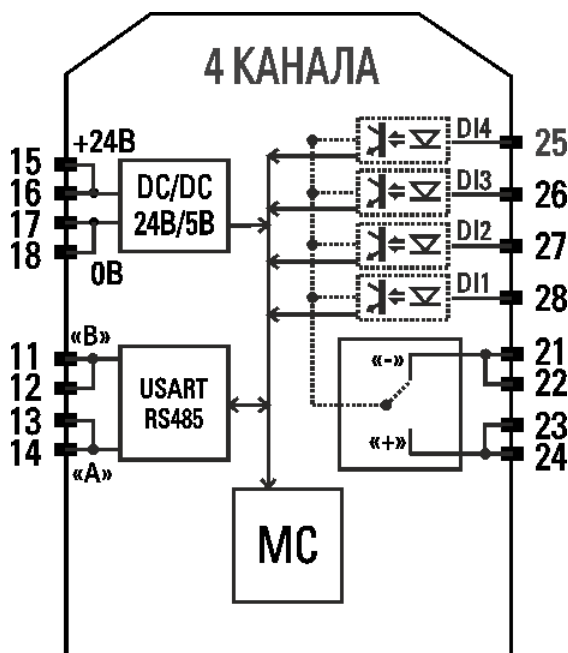 4 КАНАЛА
+24В
15
16
17
18
0В
DC/DC
24В/5В
DI4
25
DI3
26
DI2
27
DI1
28
«В»
11
12
13
14
«А»
USART
RS485
«-»
21
22
«+»
23
24
МС